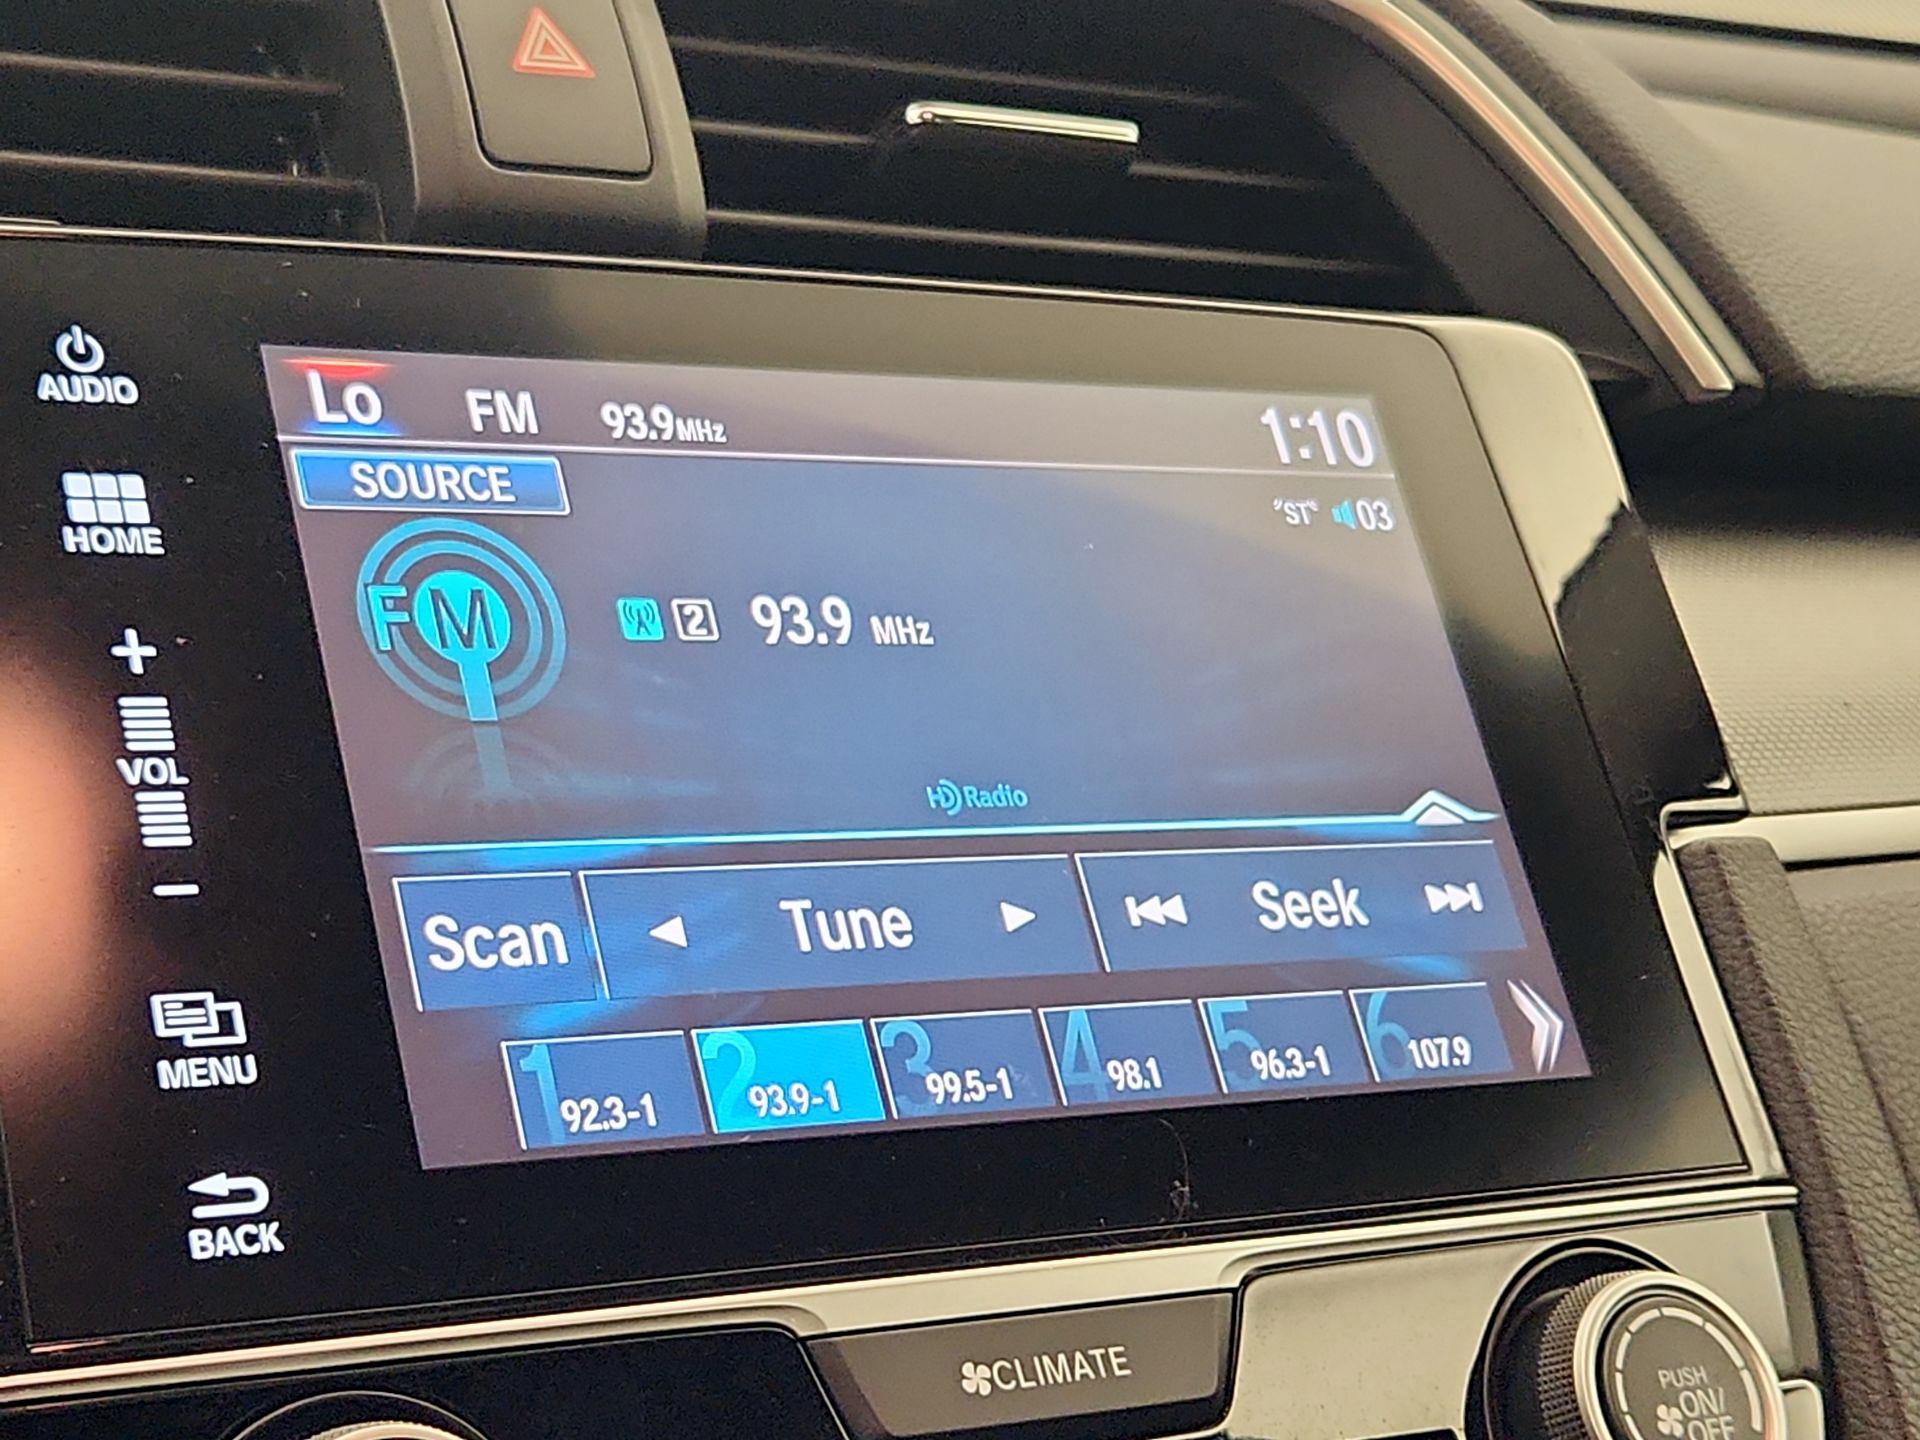 AUDIO
HOME
+
VOL
−
MENU
BACK
Lo FM 93.9MHz 1:10
SOURCE
"ST" 03
FM
2 93.9 MHz
HD Radio
Scan Tune Seek
1 92.3-1 2 93.9-1 3 99.5-1 4 98.1 5 96.3-1 6 107.9
CLIMATE
PUSH
ON/
OFF